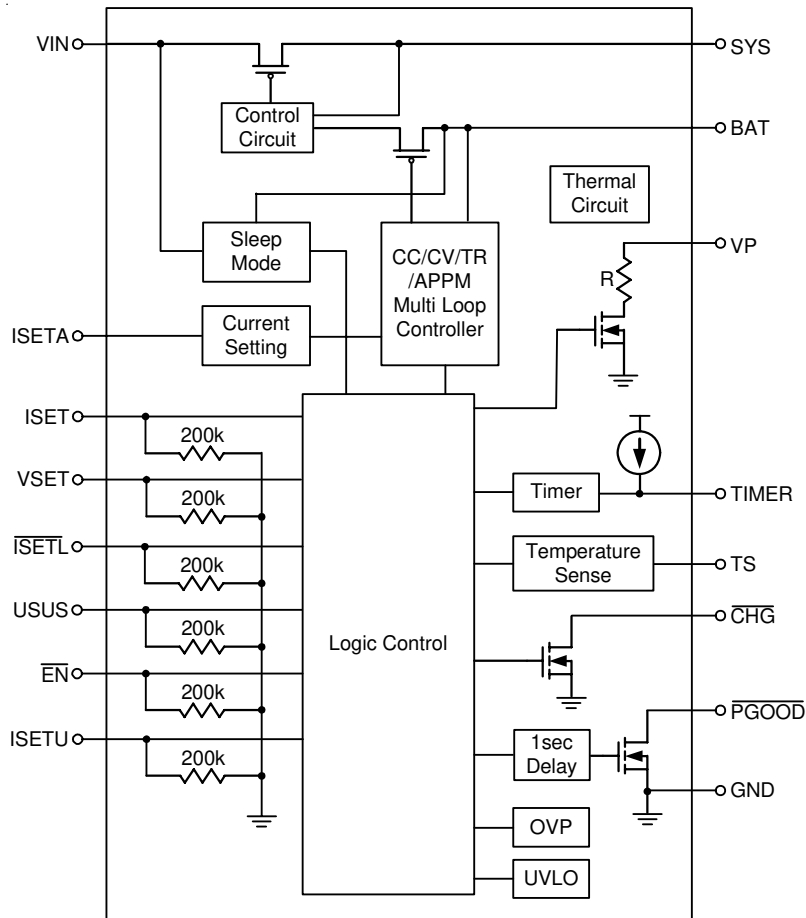 VIN
SYS
Control
Circuit
BAT
Thermal
Circuit
Sleep
Mode
CC/CV/TR
/APPM
Multi Loop
Controller
VP
R
ISETA
Current
Setting
ISET
200k
VSET
200k
Timer
TIMER
ISETL
200k
Temperature
Sense
TS
USUS
200k
CHG
Logic Control
EN
200k
PGOOD
ISETU
200k
1sec
Delay
GND
OVP
UVLO